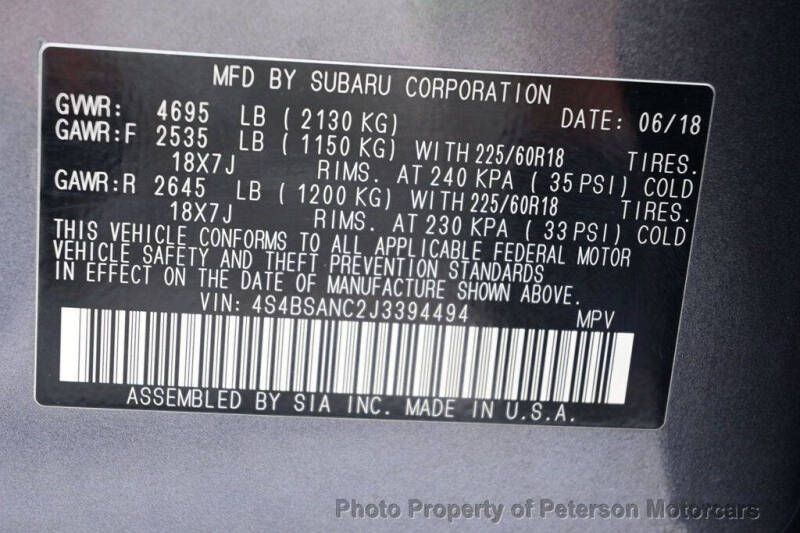 MFD BY SUBARU CORPORATION
GVWR: 4695 LB ( 2130 KG) DATE: 06/18
GAWR:F 2535 LB ( 1150 KG) WITH 225/60R18 TIRES.
18X7J RIMS. AT 240 KPA ( 35 PSI) COLD
GAWR:R 2645 LB ( 1200 KG) WITH 225/60R18 TIRES.
18X7J RIMS. AT 230 KPA ( 33 PSI) COLD
THIS VEHICLE CONFORMS TO ALL APPLICABLE FEDERAL MOTOR
VEHICLE SAFETY AND THEFT PREVENTION STANDARDS
IN EFFECT ON THE DATE OF MANUFACTURE SHOWN ABOVE.
VIN: 4S4BSANC2J3394494 MPV
ASSEMBLED BY SIA INC. MADE IN U.S.A.
Photo Property of Peterson Motorcars